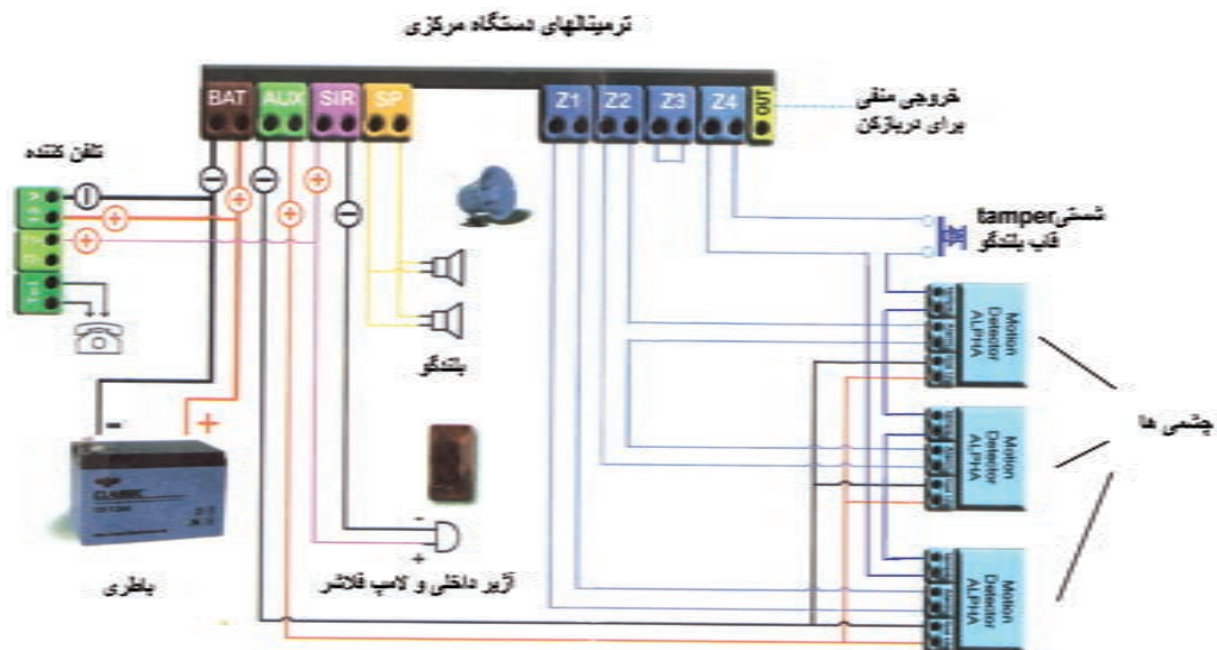 ترمینالهای دستگاه مرکزی
BAT AUX SIR SP Z1 Z2 Z3 Z4 OUT
خروجی منفی
برای دربازکن
تلفن کننده
شستی tamper
قاب بلندگو
Motion
Detector
ALPHA
بلندگو
چشمی ها
Motion
Detector
ALPHA
CLASSIC
Motion
Detector
ALPHA
باطری
آژیر داخلی و لامپ فلاشر